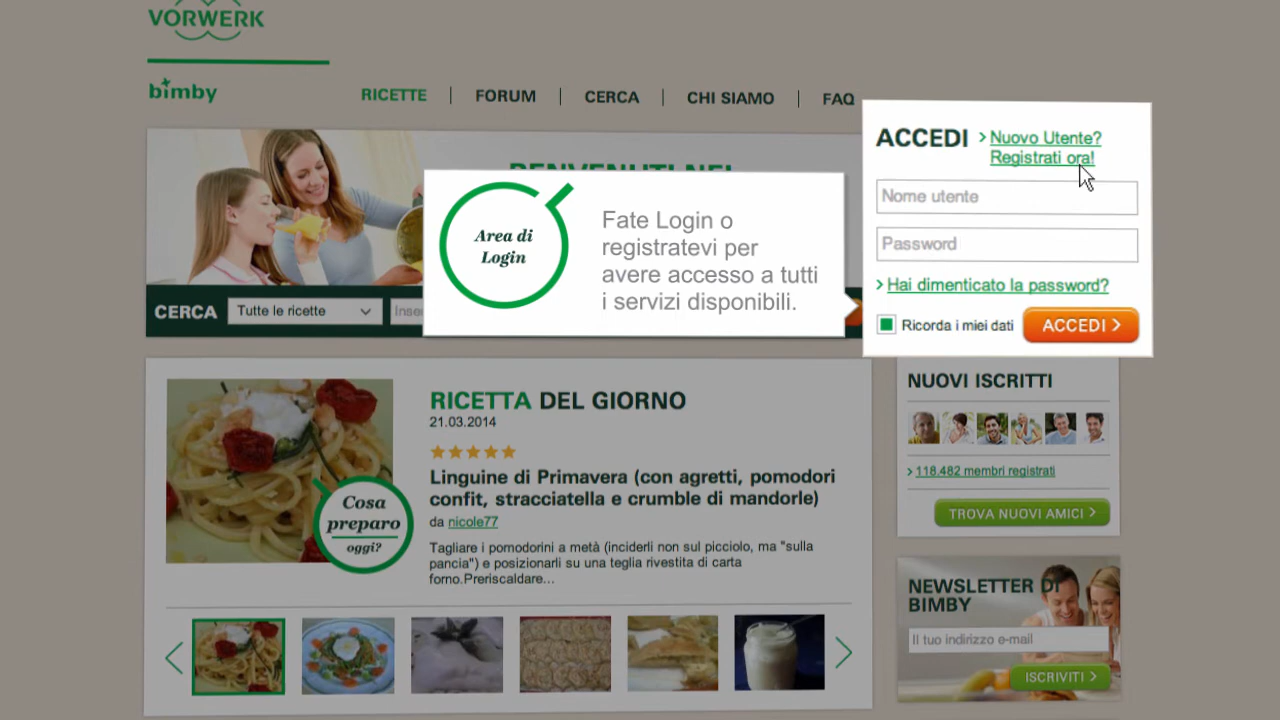 VORWERK
bimby
RICETTE | FORUM | CERCA | CHI SIAMO | FAQ
ACCEDI
> Nuovo Utente?
Registrati ora!
Nome utente
Password
> Hai dimenticato la password?
Ricorda i miei dati
ACCEDI >
BENVENUTI NEL
Area di
Login
Fate Login o
registratevi per
avere accesso a tutti
i servizi disponibili.
CERCA
Tutte le ricette
RICETTA DEL GIORNO
21.03.2014
Linguine di Primavera (con agretti, pomodori
confit, stracciatella e crumble di mandorle)
da nicole77
Tagliare i pomodorini a metà (inciderli non sul picciolo, ma "sulla
pancia") e posizionarli su una teglia rivestita di carta
forno.Preriscaldare...
Cosa
preparo
oggi?
NUOVI ISCRITTI
> 118.482 membri registrati
TROVA NUOVI AMICI >
NEWSLETTER DI
BIMBY
Il tuo indirizzo e-mail
ISCRIVITI >